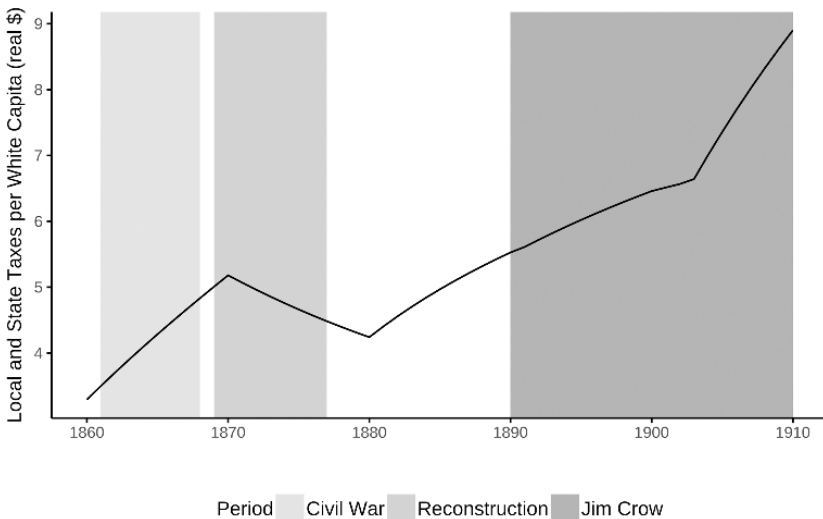 Local and State Taxes per White Capita (real $)
9
8
7
6
5
4
1860 1870 1880 1890 1900 1910
Period Civil War Reconstruction Jim Crow